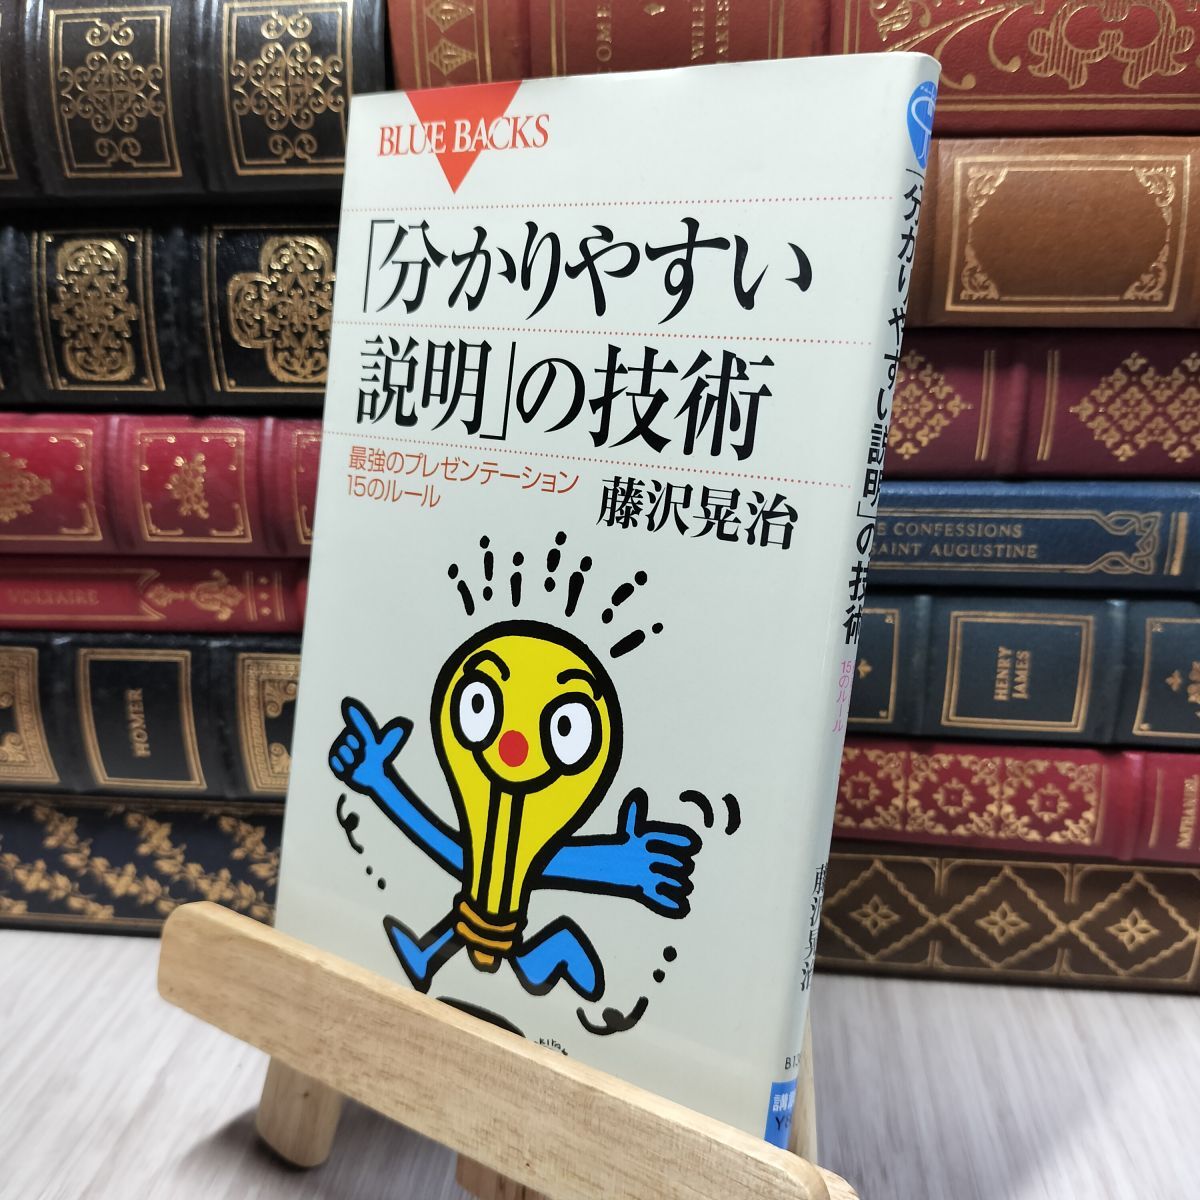 BLUE BACKS
「分かりやすい
説明」の技術
最強のプレゼンテーション
15のルール
藤沢晃治
「分かりやすい説明」の技術
15のルール
藤沢晃治
VOLTAIRE
HOMER
CONFESSIONS
SAINT AUGUSTINE
HENRY
JAMES